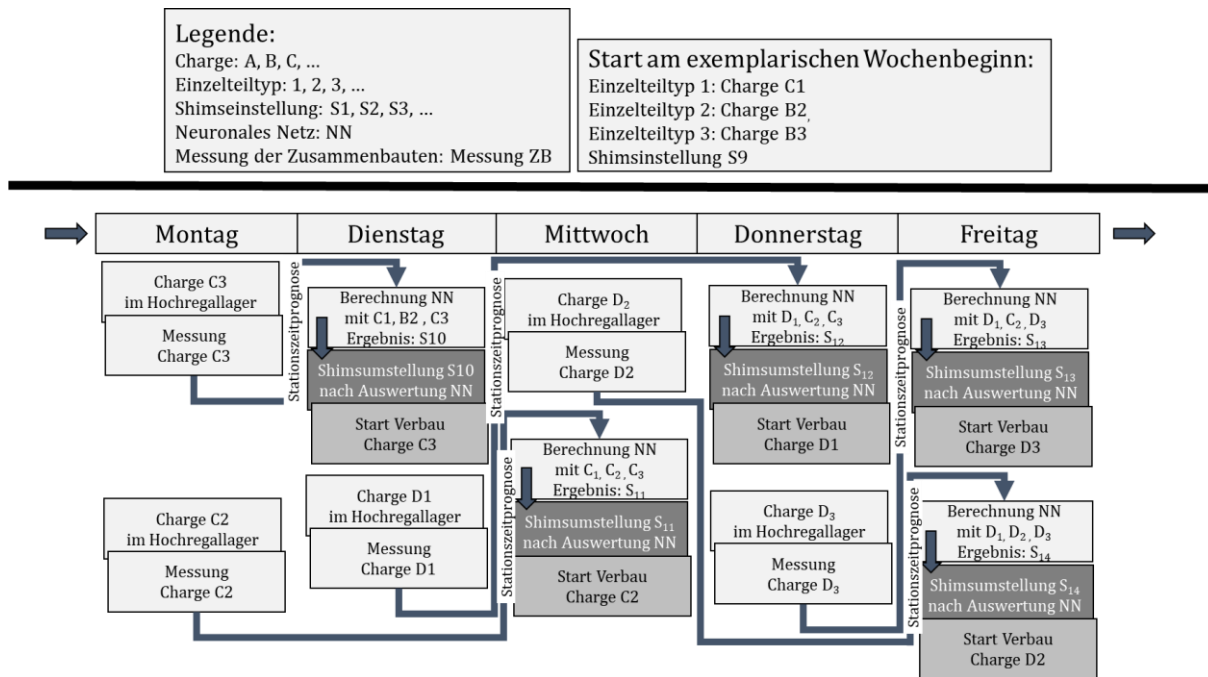 Legende:
Charge: A, B, C, …
Einzelteiltyp: 1, 2, 3, …
Shimseinstellung: S1, S2, S3, …
Neuronales Netz: NN
Messung der Zusammenbauten: Messung ZB
Start am exemplarischen Wochenbeginn:
Einzelteiltyp 1: Charge C1
Einzelteiltyp 2: Charge B2,
Einzelteiltyp 3: Charge B3
Shimsinstellung S9
Montag
Dienstag
Mittwoch
Donnerstag
Freitag
Charge C3
im Hochregallager
Messung
Charge C3
Charge C2
im Hochregallager
Messung
Charge C2
Stationszeitprognose
Berechnung NN
mit C1, B2 , C3
Ergebnis: S10
Shimsumstellung S10
nach Auswertung NN
Start Verbau
Charge C3
Charge D1
im Hochregallager
Messung
Charge D1
Stationszeitprognose
Charge D₂
im Hochregallager
Messung
Charge D2
Stationszeitprognose
Berechnung NN
mit C₁, C₂, C₃
Ergebnis: S₁₁
Shimsumstellung S₁₁
nach Auswertung NN
Start Verbau
Charge C2
Berechnung NN
mit D₁, C₂ , C₃
Ergebnis: S₁₂
Shimsumstellung S₁₂
nach Auswertung NN
Start Verbau
Charge D1
Charge D₃
im Hochregallager
Messung
Charge D₃
Stationszeitprognose
Berechnung NN
mit D₁, C₂ , D₃
Ergebnis: S₁₃
Shimsumstellung S₁₃
nach Auswertung NN
Start Verbau
Charge D3
Stationszeitprognose
Berechnung NN
mit D₁, D₂, D₃
Ergebnis: S₁₄
Shimsumstellung S₁₄
nach Auswertung NN
Start Verbau
Charge D2